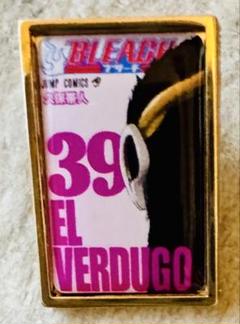 BLEACH
JUMP COMICS
久保帯人
39
EL
VERDUGO